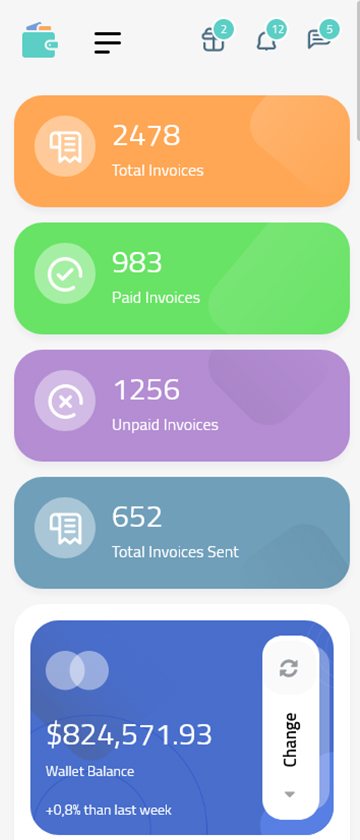 2
12
5
2478
Total Invoices
983
Paid Invoices
1256
Unpaid Invoices
652
Total Invoices Sent
$824,571.93
Wallet Balance
+0,8% than last week
Change